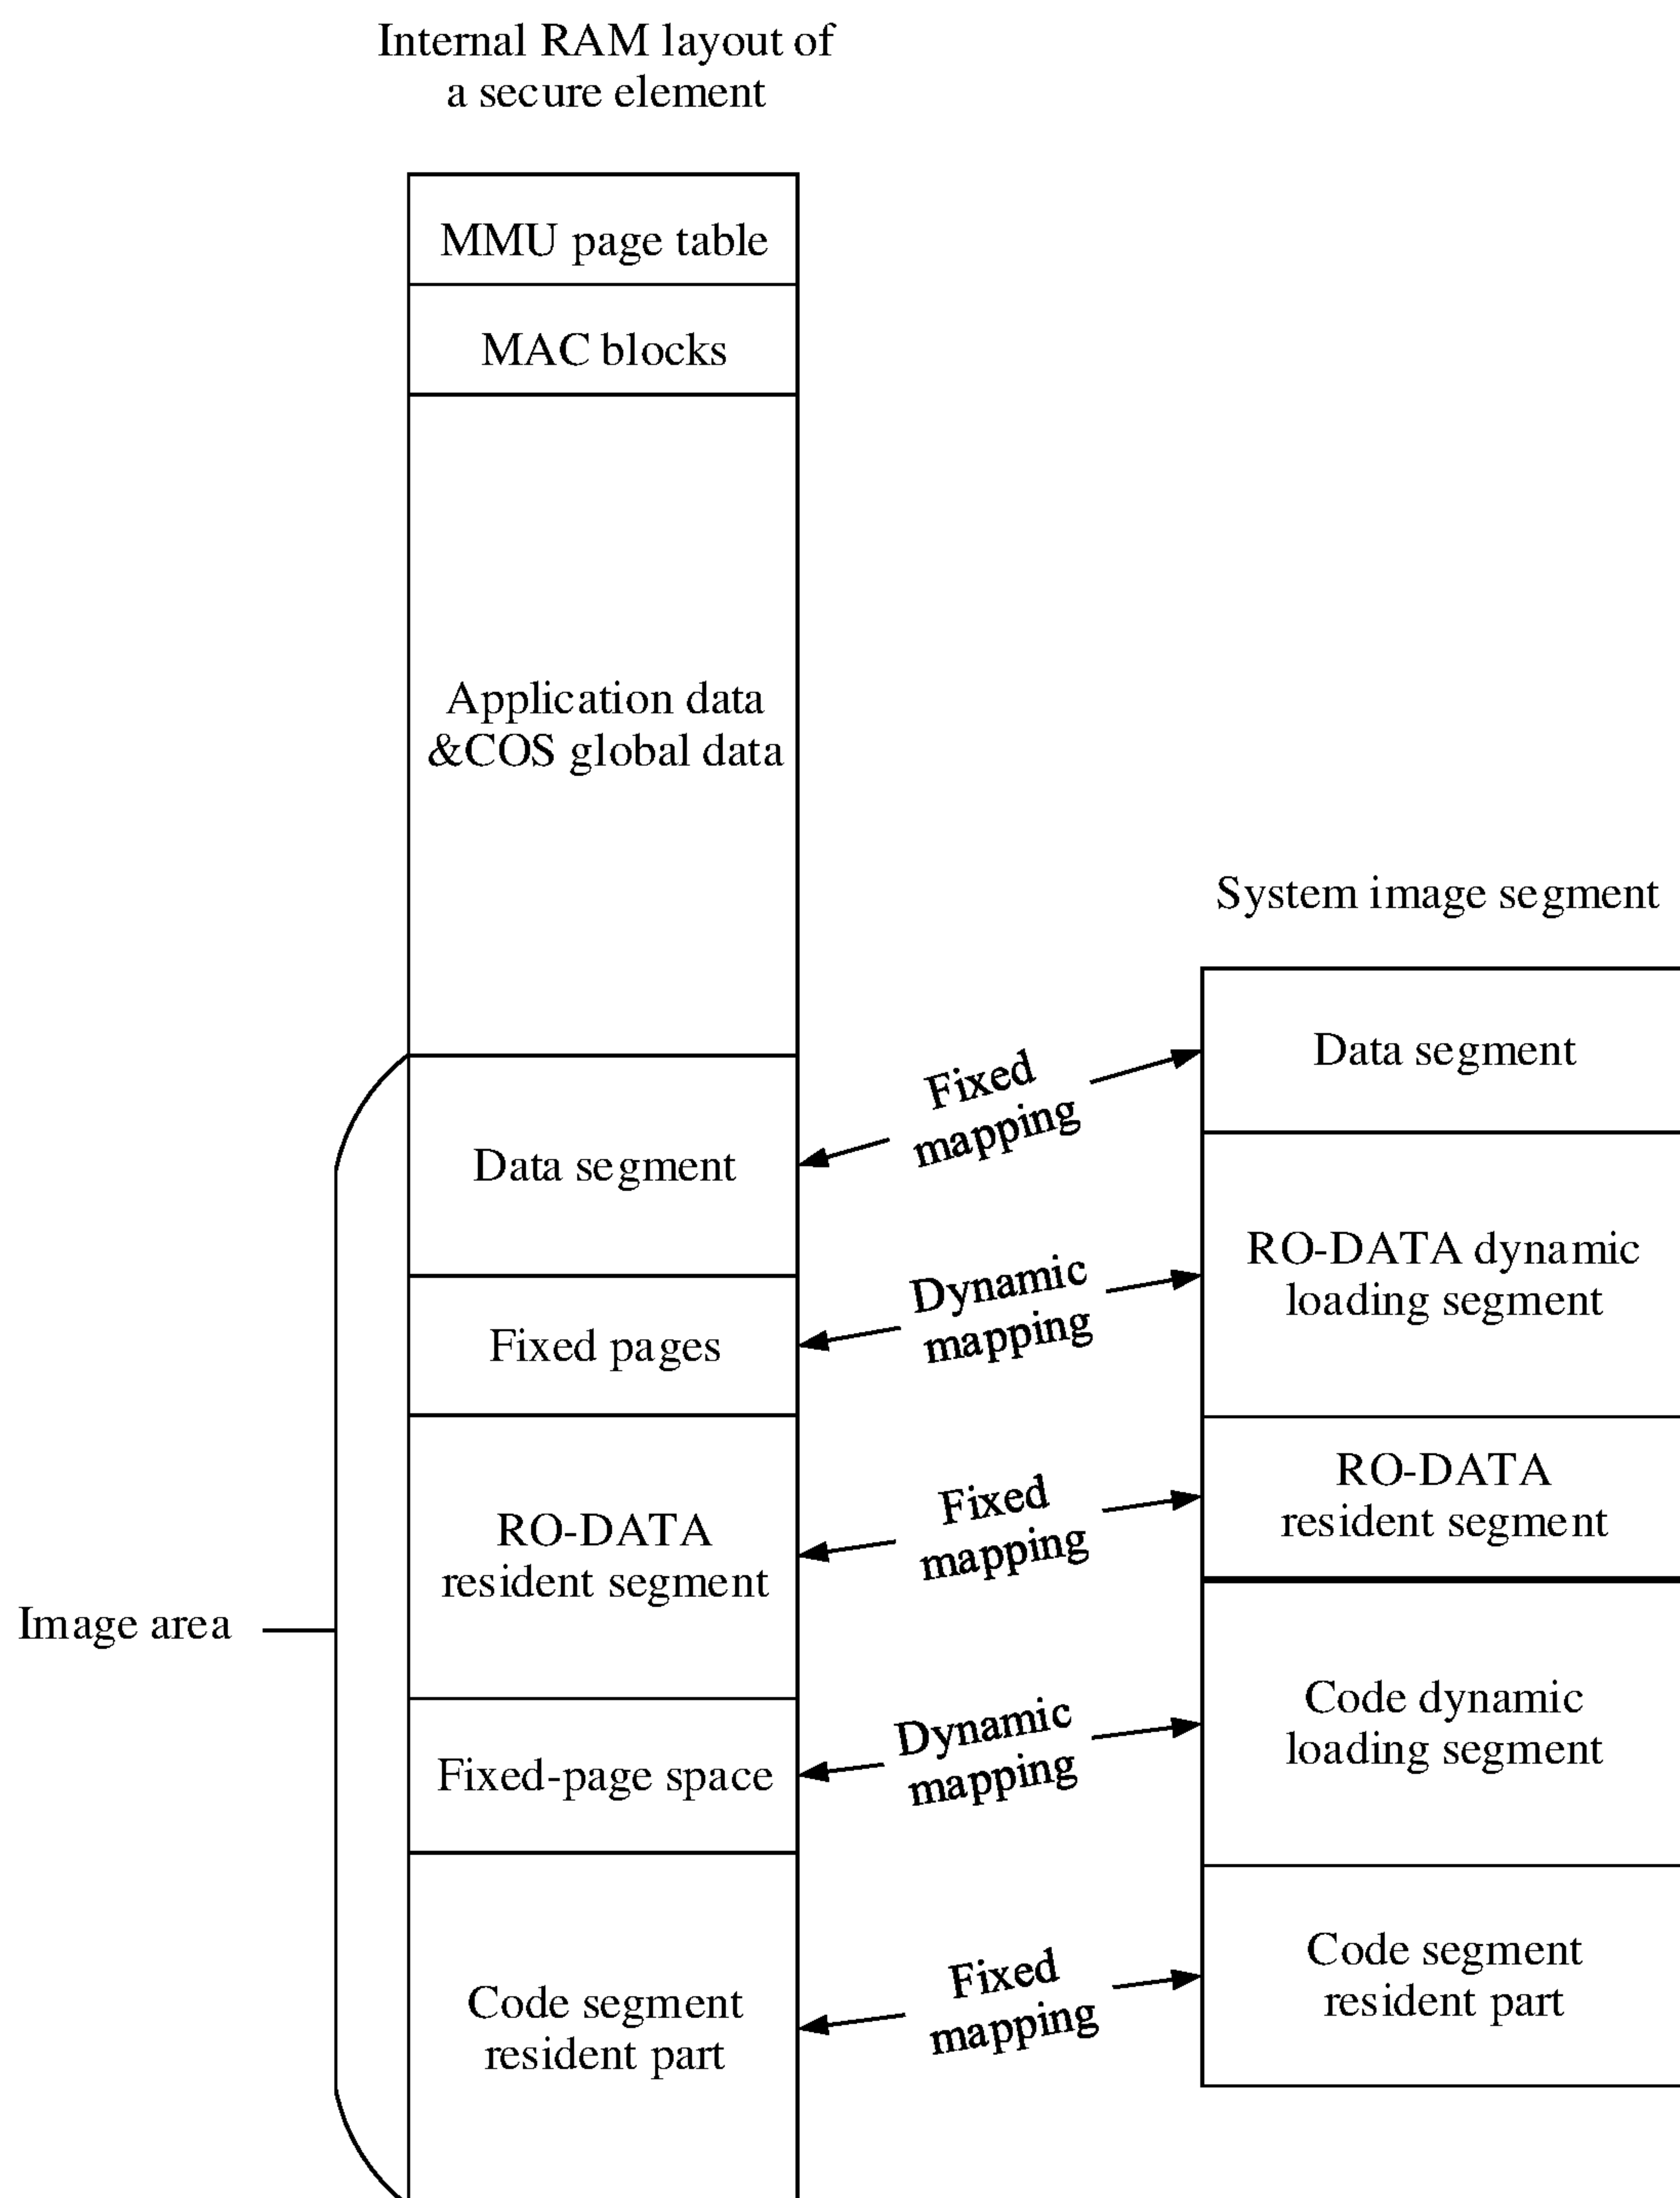 Internal RAM layout of
a secure element
MMU page table
MAC blocks
Application data
&COS global data
System image segment
Data segment
Fixed
mapping
Data segment
RO-DATA dynamic
loading segment
Dynamic
mapping
Fixed pages
RO-DATA
resident segment
Fixed
mapping
RO-DATA
resident segment
Image area
Code dynamic
loading segment
Dynamic
mapping
Fixed-page space
Code segment
resident part
Fixed
mapping
Code segment
resident part